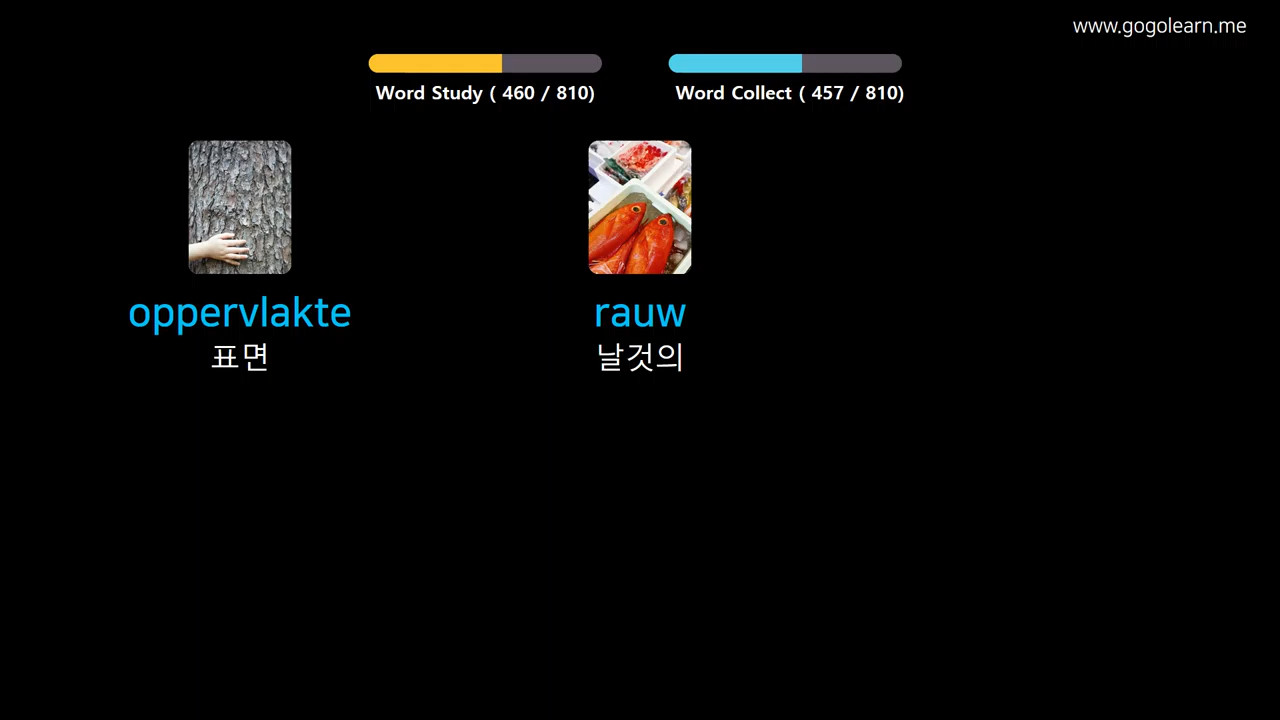 www.gogolearn.me
Word Study ( 460 / 810)
Word Collect ( 457 / 810)
oppervlakte
표면
rauw
날것의